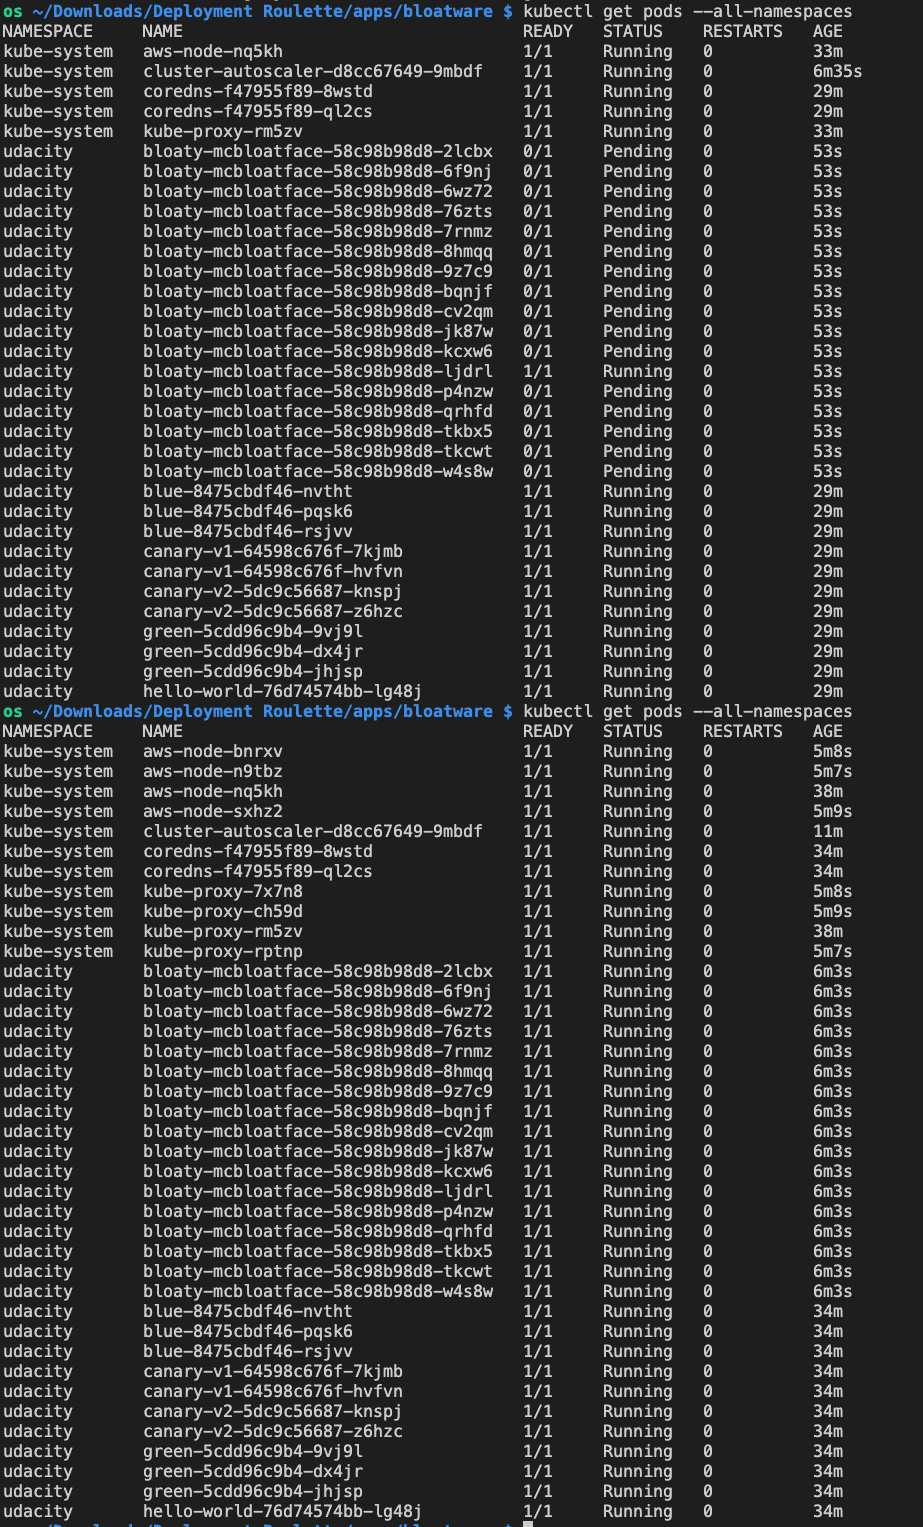 os ~/Downloads/Deployment Roulette/apps/bloatware $ kubectl get pods --all-namespaces
NAMESPACE NAME READY STATUS RESTARTS AGE
kube-system aws-node-nq5kh 1/1 Running 0 33m
kube-system cluster-autoscaler-d8cc67649-9mbdf 1/1 Running 0 6m35s
kube-system coredns-f47955f89-8wstd 1/1 Running 0 29m
kube-system coredns-f47955f89-ql2cs 1/1 Running 0 29m
kube-system kube-proxy-rm5zv 1/1 Running 0 33m
udacity bloaty-mcbloatface-58c98b98d8-2lcbx 0/1 Pending 0 53s
udacity bloaty-mcbloatface-58c98b98d8-6f9nj 0/1 Pending 0 53s
udacity bloaty-mcbloatface-58c98b98d8-6wz72 0/1 Pending 0 53s
udacity bloaty-mcbloatface-58c98b98d8-76zts 0/1 Pending 0 53s
udacity bloaty-mcbloatface-58c98b98d8-7rnmz 0/1 Pending 0 53s
udacity bloaty-mcbloatface-58c98b98d8-8hmqq 0/1 Pending 0 53s
udacity bloaty-mcbloatface-58c98b98d8-9z7c9 0/1 Pending 0 53s
udacity bloaty-mcbloatface-58c98b98d8-bqnjf 0/1 Pending 0 53s
udacity bloaty-mcbloatface-58c98b98d8-cv2qm 0/1 Pending 0 53s
udacity bloaty-mcbloatface-58c98b98d8-jk87w 0/1 Pending 0 53s
udacity bloaty-mcbloatface-58c98b98d8-kcxw6 0/1 Pending 0 53s
udacity bloaty-mcbloatface-58c98b98d8-ljdrl 1/1 Running 0 53s
udacity bloaty-mcbloatface-58c98b98d8-p4nzw 0/1 Pending 0 53s
udacity bloaty-mcbloatface-58c98b98d8-qrhfd 0/1 Pending 0 53s
udacity bloaty-mcbloatface-58c98b98d8-tkbx5 0/1 Pending 0 53s
udacity bloaty-mcbloatface-58c98b98d8-tkcwt 0/1 Pending 0 53s
udacity bloaty-mcbloatface-58c98b98d8-w4s8w 0/1 Pending 0 53s
udacity blue-8475cbdf46-nvtht 1/1 Running 0 29m
udacity blue-8475cbdf46-pqsk6 1/1 Running 0 29m
udacity blue-8475cbdf46-rsjvv 1/1 Running 0 29m
udacity canary-v1-64598c676f-7kjmb 1/1 Running 0 29m
udacity canary-v1-64598c676f-hvfvn 1/1 Running 0 29m
udacity canary-v2-5dc9c56687-knspj 1/1 Running 0 29m
udacity canary-v2-5dc9c56687-z6hzc 1/1 Running 0 29m
udacity green-5cdd96c9b4-9vj9l 1/1 Running 0 29m
udacity green-5cdd96c9b4-dx4jr 1/1 Running 0 29m
udacity green-5cdd96c9b4-jhjsp 1/1 Running 0 29m
udacity hello-world-76d74574bb-lg48j 1/1 Running 0 29m
os ~/Downloads/Deployment Roulette/apps/bloatware $ kubectl get pods --all-namespaces
NAMESPACE NAME READY STATUS RESTARTS AGE
kube-system aws-node-bnrxv 1/1 Running 0 5m8s
kube-system aws-node-n9tbz 1/1 Running 0 5m7s
kube-system aws-node-nq5kh 1/1 Running 0 38m
kube-system aws-node-sxhz2 1/1 Running 0 5m9s
kube-system cluster-autoscaler-d8cc67649-9mbdf 1/1 Running 0 11m
kube-system coredns-f47955f89-8wstd 1/1 Running 0 34m
kube-system coredns-f47955f89-ql2cs 1/1 Running 0 34m
kube-system kube-proxy-7x7n8 1/1 Running 0 5m8s
kube-system kube-proxy-ch59d 1/1 Running 0 5m9s
kube-system kube-proxy-rm5zv 1/1 Running 0 38m
kube-system kube-proxy-rptnp 1/1 Running 0 5m7s
udacity bloaty-mcbloatface-58c98b98d8-2lcbx 1/1 Running 0 6m3s
udacity bloaty-mcbloatface-58c98b98d8-6f9nj 1/1 Running 0 6m3s
udacity bloaty-mcbloatface-58c98b98d8-6wz72 1/1 Running 0 6m3s
udacity bloaty-mcbloatface-58c98b98d8-76zts 1/1 Running 0 6m3s
udacity bloaty-mcbloatface-58c98b98d8-7rnmz 1/1 Running 0 6m3s
udacity bloaty-mcbloatface-58c98b98d8-8hmqq 1/1 Running 0 6m3s
udacity bloaty-mcbloatface-58c98b98d8-9z7c9 1/1 Running 0 6m3s
udacity bloaty-mcbloatface-58c98b98d8-bqnjf 1/1 Running 0 6m3s
udacity bloaty-mcbloatface-58c98b98d8-cv2qm 1/1 Running 0 6m3s
udacity bloaty-mcbloatface-58c98b98d8-jk87w 1/1 Running 0 6m3s
udacity bloaty-mcbloatface-58c98b98d8-kcxw6 1/1 Running 0 6m3s
udacity bloaty-mcbloatface-58c98b98d8-ljdrl 1/1 Running 0 6m3s
udacity bloaty-mcbloatface-58c98b98d8-p4nzw 1/1 Running 0 6m3s
udacity bloaty-mcbloatface-58c98b98d8-qrhfd 1/1 Running 0 6m3s
udacity bloaty-mcbloatface-58c98b98d8-tkbx5 1/1 Running 0 6m3s
udacity bloaty-mcbloatface-58c98b98d8-tkcwt 1/1 Running 0 6m3s
udacity bloaty-mcbloatface-58c98b98d8-w4s8w 1/1 Running 0 6m3s
udacity blue-8475cbdf46-nvtht 1/1 Running 0 34m
udacity blue-8475cbdf46-pqsk6 1/1 Running 0 34m
udacity blue-8475cbdf46-rsjvv 1/1 Running 0 34m
udacity canary-v1-64598c676f-7kjmb 1/1 Running 0 34m
udacity canary-v1-64598c676f-hvfvn 1/1 Running 0 34m
udacity canary-v2-5dc9c56687-knspj 1/1 Running 0 34m
udacity canary-v2-5dc9c56687-z6hzc 1/1 Running 0 34m
udacity green-5cdd96c9b4-9vj9l 1/1 Running 0 34m
udacity green-5cdd96c9b4-dx4jr 1/1 Running 0 34m
udacity green-5cdd96c9b4-jhjsp 1/1 Running 0 34m
udacity hello-world-76d74574bb-lg48j 1/1 Running 0 34m